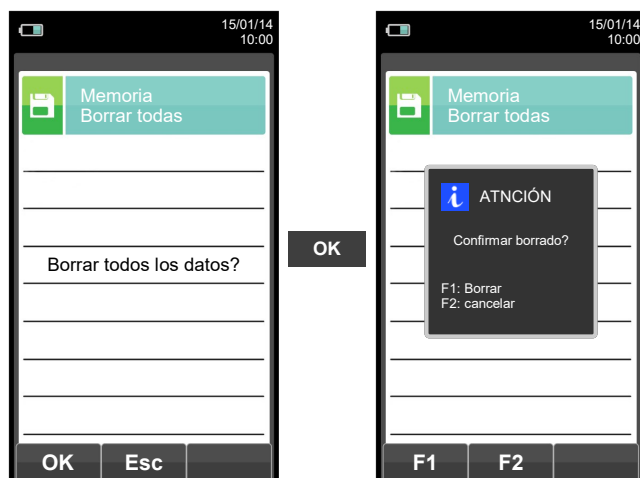 15/01/14
10:00
Memoria
Borrar todas
Borrar todos los datos?
OK Esc
OK
15/01/14
10:00
Memoria
Borrar todas
i ATNCIÓN
Confirmar borrado?
F1: Borrar
F2: cancelar
F1 F2